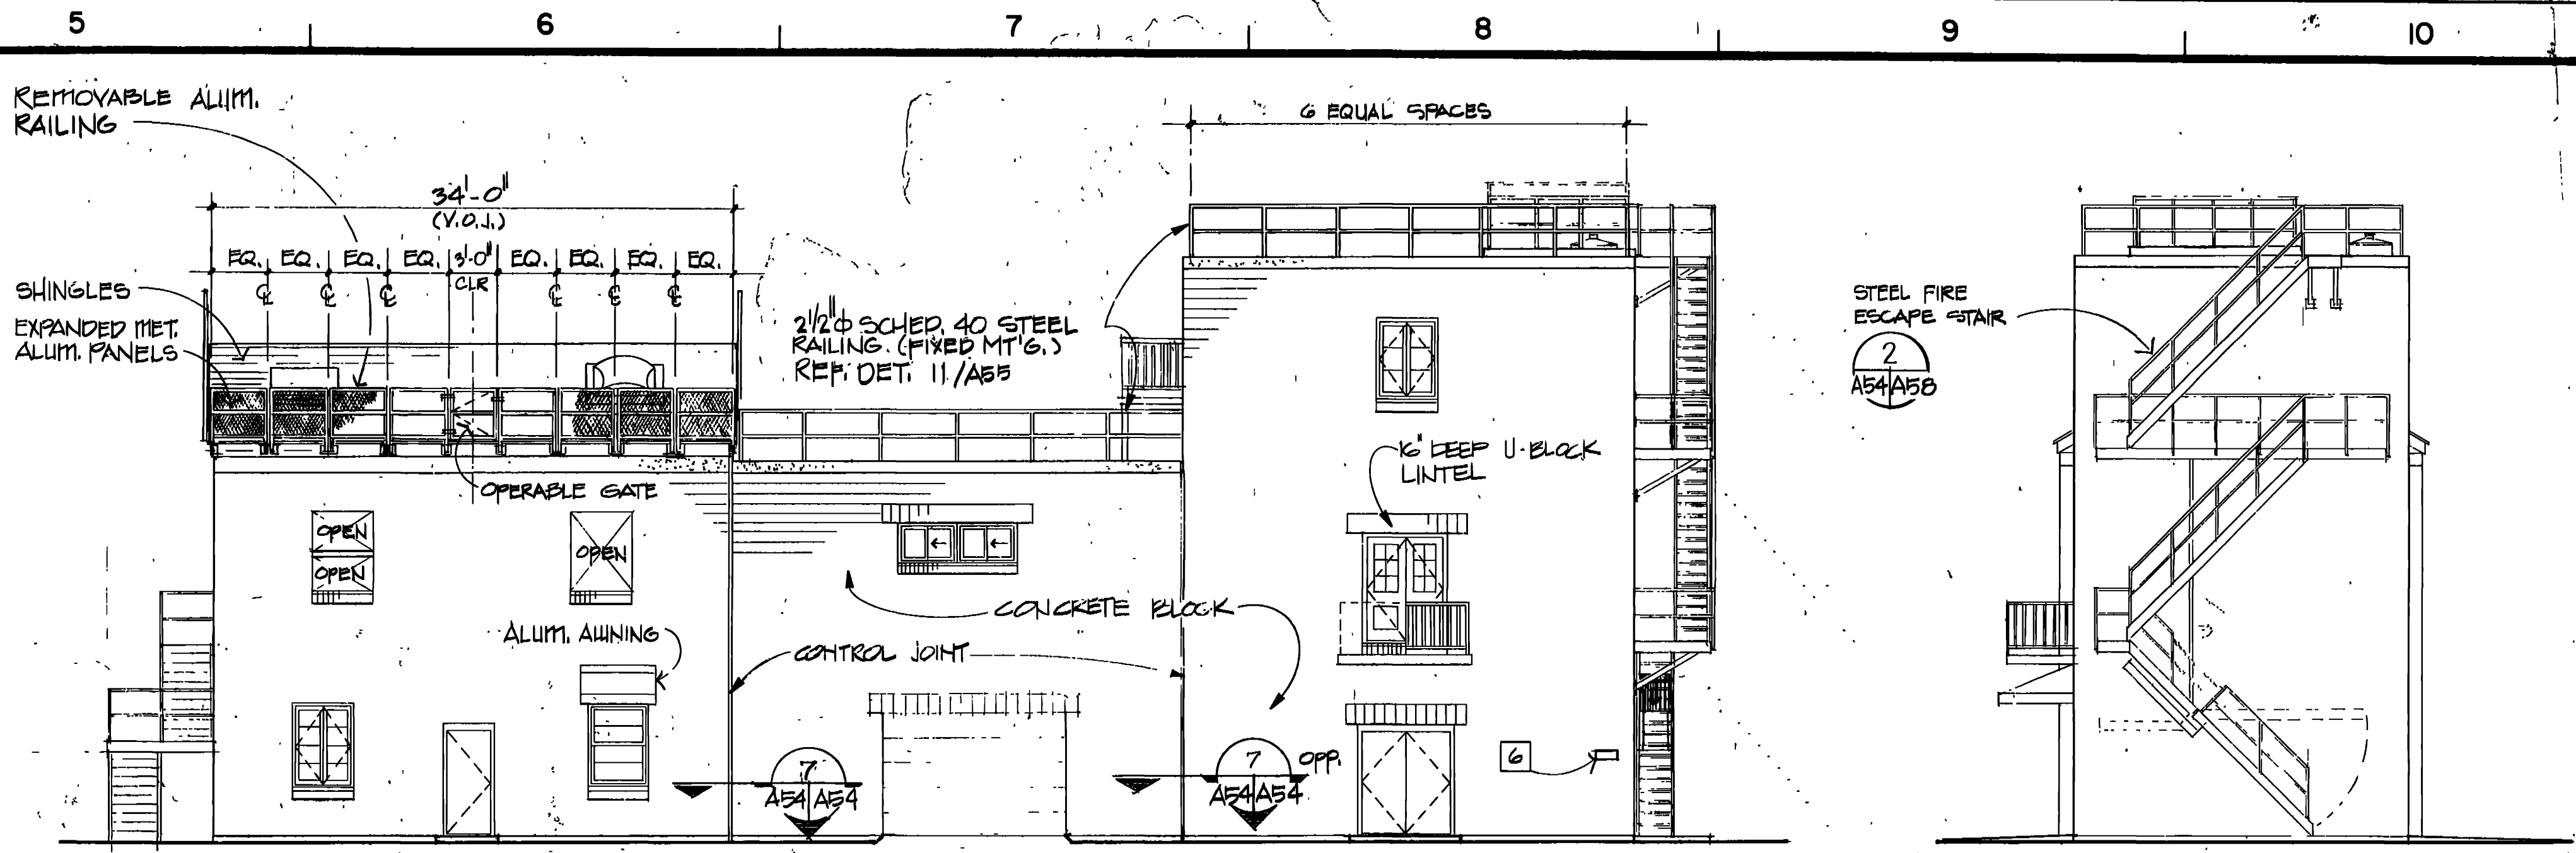 5 6 7 8 9 10
REMOVABLE ALUM.
RAILING
34'-0"
(V.O.J.)
EQ. EQ. EQ. EQ. 3'-0" EQ. EQ. EQ. EQ.
CLR
℄ ℄ ℄ ℄ ℄ ℄
SHINGLES
EXPANDED MET.
ALUM. PANELS
OPERABLE GATE
OPEN
OPEN
OPEN
ALUM. AWNING
2 1/2"Φ SCHED. 40 STEEL
RAILING. (FIXED MT'G.)
REF: DET. 11/A55
CONCRETE BLOCK
CONTROL JOINT
7
A54 A54
6 EQUAL SPACES
16" DEEP U-BLOCK
LINTEL
7 OPP.
A54 A54
6
STEEL FIRE
ESCAPE STAIR
2
A54 A58